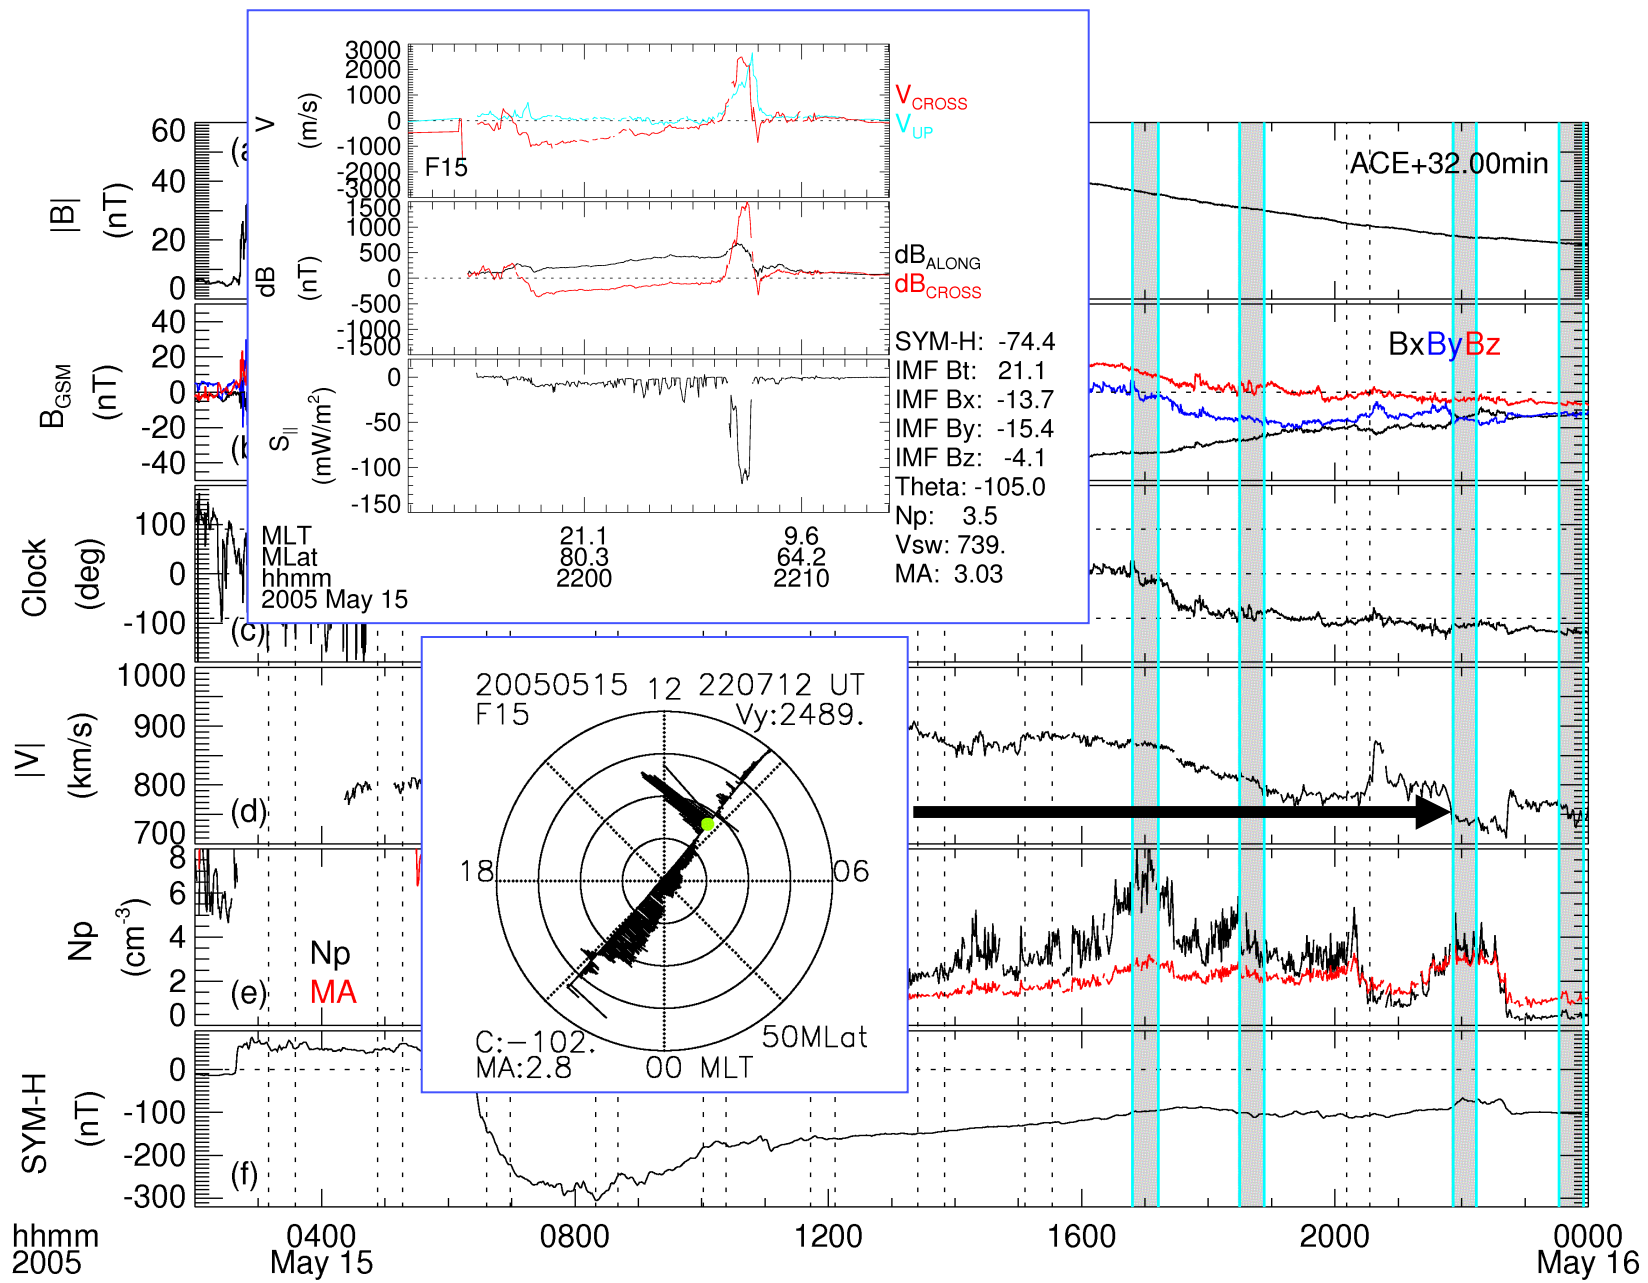 3000
2000
1000
0
-1000
-2000
-3000
V
(m/s)
F15
V CROSS
V UP
1500
1000
500
0
-500
-1000
-1500
dB
(nT)
dB ALONG
dB CROSS
0
-50
-100
-150
S||
(mW/m²)
SYM-H: -74.4
IMF Bt: 21.1
IMF Bx: -13.7
IMF By: -15.4
IMF Bz: -4.1
Theta: -105.0
Np: 3.5
Vsw: 739.
MA: 3.03
MLT 21.1 9.6
MLat 80.3 64.2
hhmm 2200 2210
2005 May 15
ACE+32.00min
60
40
20
0
|B|
(nT)
(a
BxByBz
40
20
0
-20
-40
B GSM
(nT)
(b
100
0
-100
Clock
(deg)
(c)
1000
900
800
700
|V|
(km/s)
(d)
20050515 12 220712 UT
F15 Vy:2489.
18 06
C:-102. 50MLat
MA:2.8 00 MLT
8
6
4
2
0
Np
(cm⁻³)
Np
MA
(e)
0
-100
-200
-300
SYM-H
(nT)
(f)
hhmm 0400 0800 1200 1600 2000 0000
2005 May 15 May 16